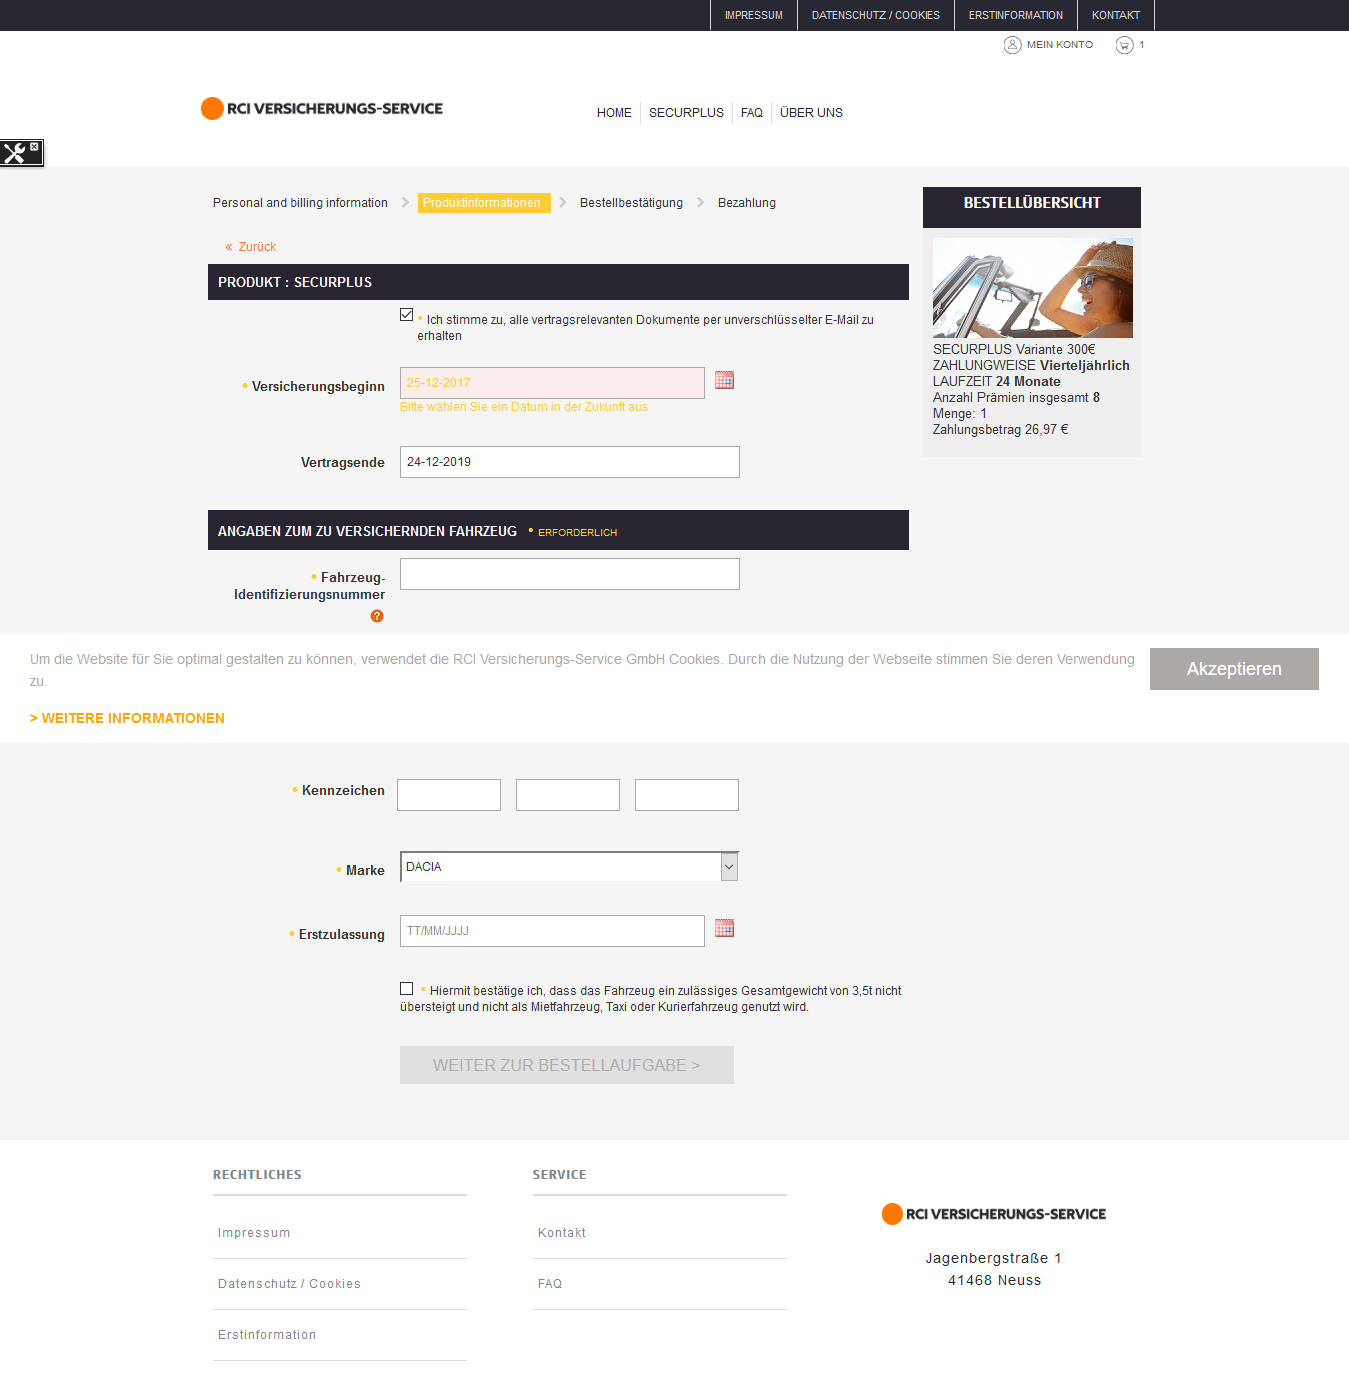 IMPRESSUM
DATENSCHUTZ / COOKIES
ERSTINFORMATION
KONTAKT
MEIN KONTO
1
RCI VERSICHERUNGS-SERVICE
HOME
SECURPLUS
FAQ
ÜBER UNS
Personal and billing information
Produktinformationen
Bestellbestätigung
Bezahlung
« Zurück
PRODUKT : SECURPLUS
* Ich stimme zu, alle vertragsrelevanten Dokumente per unverschlüsselter E-Mail zu
erhalten
* Versicherungsbeginn
25-12-2017
Bitte wählen Sie ein Datum in der Zukunft aus
Vertragsende
24-12-2019
BESTELLÜBERSICHT
SECURPLUS Variante 300€
ZAHLUNGWEISE Vierteljährlich
LAUFZEIT 24 Monate
Anzahl Prämien insgesamt 8
Menge: 1
Zahlungsbetrag 26,97 €
ANGABEN ZUM ZU VERSICHERNDEN FAHRZEUG * ERFORDERLICH
* Fahrzeug-
Identifizierungsnummer
?
Um die Website für Sie optimal gestalten zu können, verwendet die RCI Versicherungs-Service GmbH Cookies. Durch die Nutzung der Webseite stimmen Sie deren Verwendung
zu.
Akzeptieren
> WEITERE INFORMATIONEN
* Kennzeichen
* Marke
DACIA
* Erstzulassung
TT/MM/JJJJ
* Hiermit bestätige ich, dass das Fahrzeug ein zulässiges Gesamtgewicht von 3,5t nicht
übersteigt und nicht als Mietfahrzeug, Taxi oder Kurierfahrzeug genutzt wird.
WEITER ZUR BESTELLAUFGABE >
RECHTLICHES
Impressum
Datenschutz / Cookies
Erstinformation
SERVICE
Kontakt
FAQ
RCI VERSICHERUNGS-SERVICE
Jagenbergstraße 1
41468 Neuss